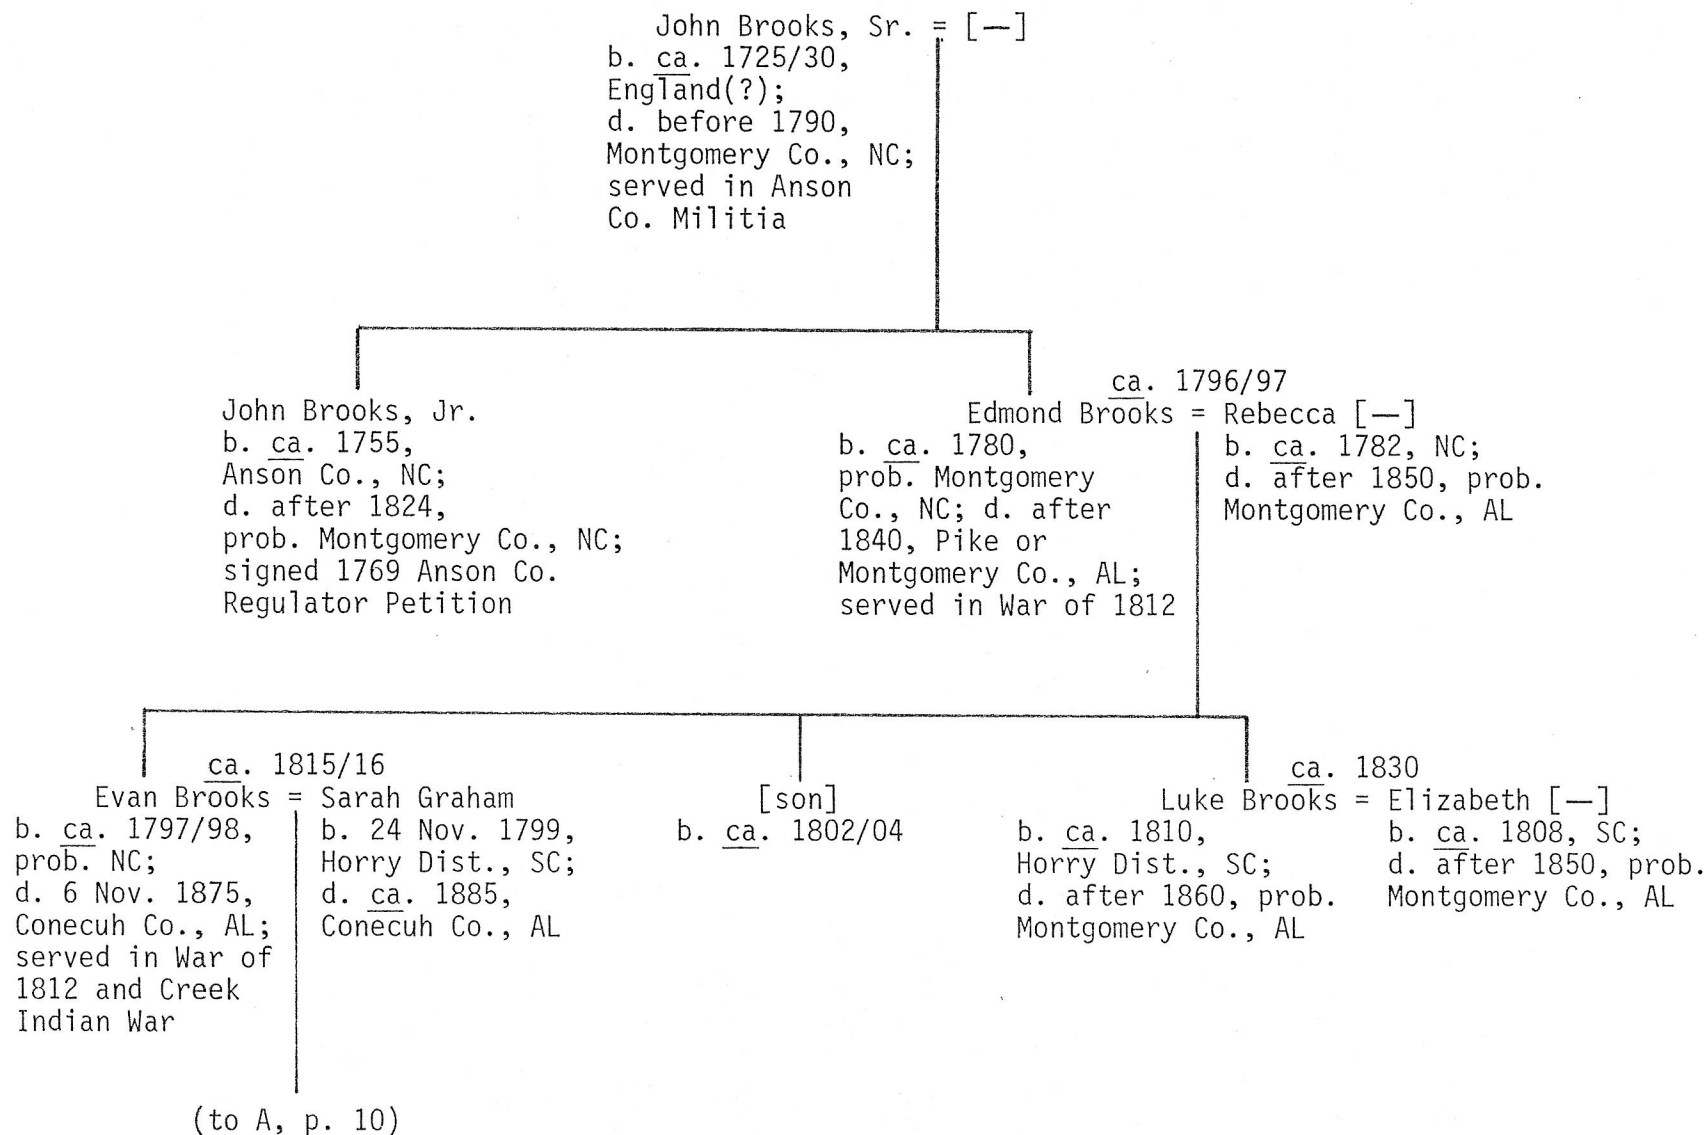 John Brooks, Sr. = [—]
b. ca. 1725/30,
England(?);
d. before 1790,
Montgomery Co., NC;
served in Anson
Co. Militia
John Brooks, Jr.
b. ca. 1755,
Anson Co., NC;
d. after 1824,
prob. Montgomery Co., NC;
signed 1769 Anson Co.
Regulator Petition
ca. 1796/97
Edmond Brooks = Rebecca [—]
b. ca. 1780,
prob. Montgomery
Co., NC; d. after
1840, Pike or
Montgomery Co., AL;
served in War of 1812
b. ca. 1782, NC;
d. after 1850, prob.
Montgomery Co., AL
ca. 1815/16
Evan Brooks = Sarah Graham
b. ca. 1797/98,
prob. NC;
d. 6 Nov. 1875,
Conecuh Co., AL;
served in War of
1812 and Creek
Indian War
b. 24 Nov. 1799,
Horry Dist., SC;
d. ca. 1885,
Conecuh Co., AL
(to A, p. 10)
[son]
b. ca. 1802/04
ca. 1830
Luke Brooks = Elizabeth [—]
b. ca. 1810,
Horry Dist., SC;
d. after 1860, prob.
Montgomery Co., AL
b. ca. 1808, SC;
d. after 1850, prob.
Montgomery Co., AL